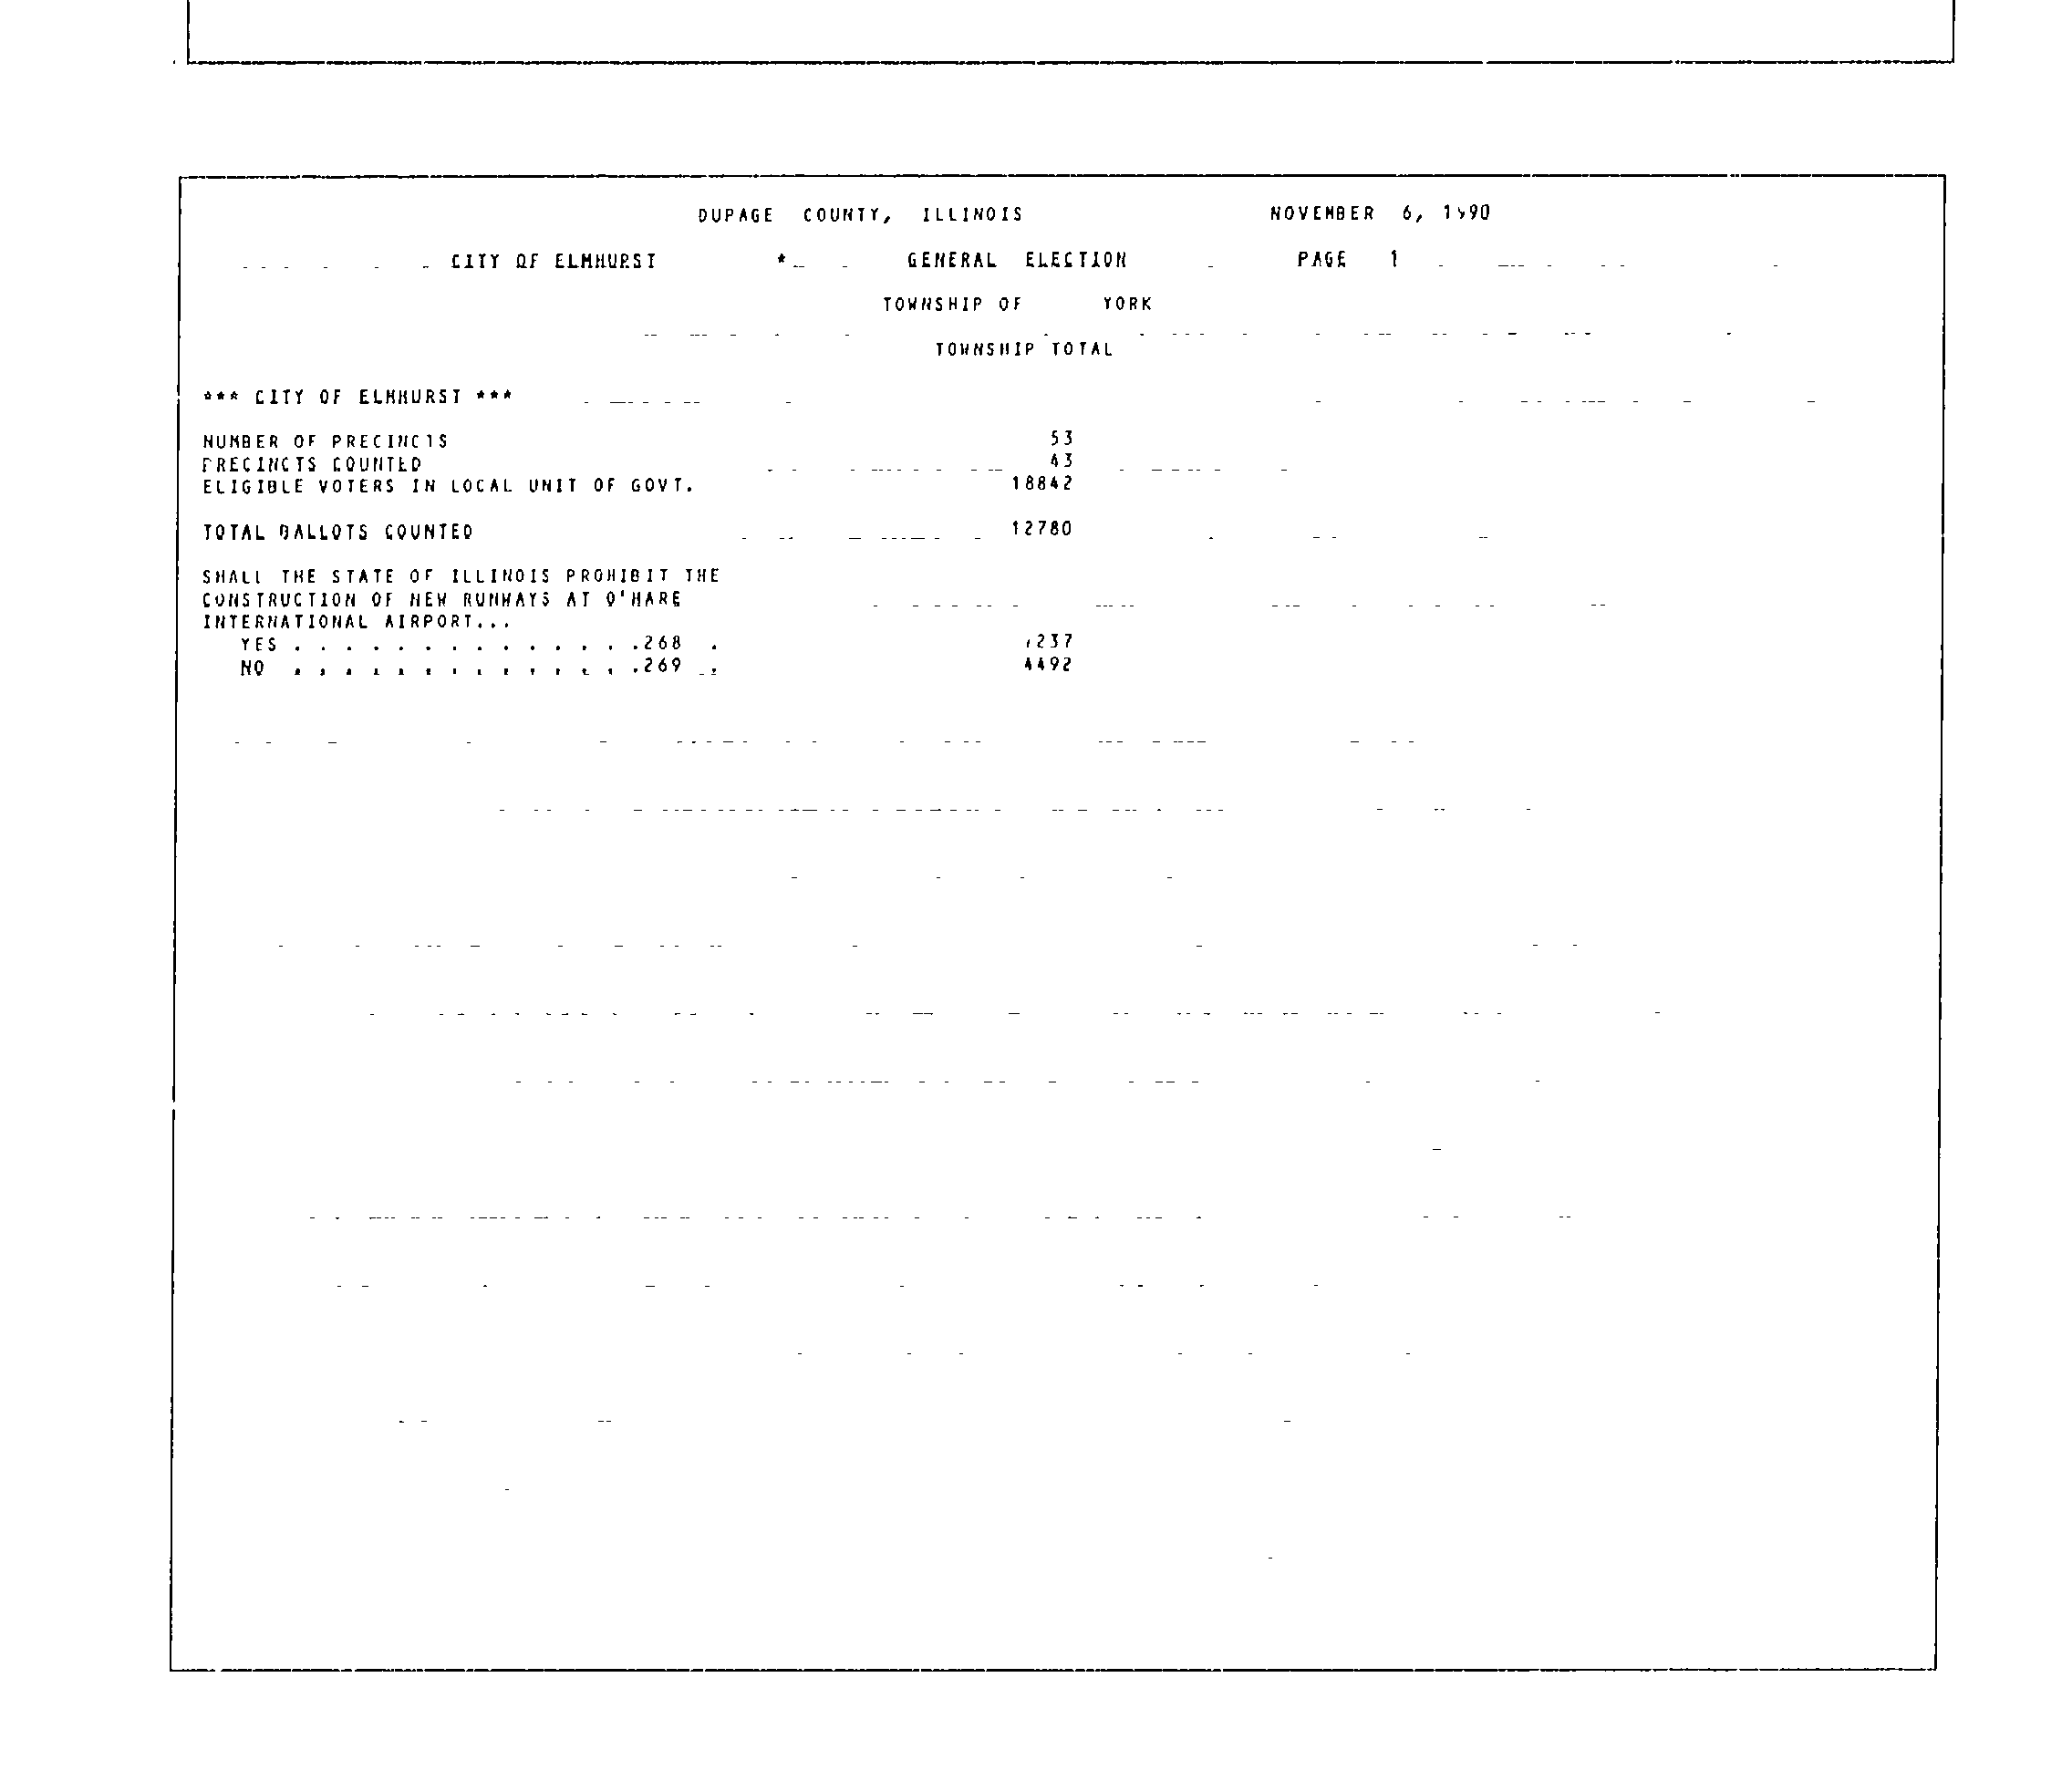 DUPAGE COUNTY, ILLINOIS NOVEMBER 6, 1990
CITY OF ELMHURST * GENERAL ELECTION PAGE 1
TOWNSHIP OF YORK
TOWNSHIP TOTAL
*** CITY OF ELMHURST ***
NUMBER OF PRECINCTS 53
PRECINCTS COUNTED 43
ELIGIBLE VOTERS IN LOCAL UNIT OF GOVT. 18842
TOTAL BALLOTS COUNTED 12780
SHALL THE STATE OF ILLINOIS PROHIBIT THE
CONSTRUCTION OF NEW RUNWAYS AT O'HARE
INTERNATIONAL AIRPORT...
YES . . . . . . . . . . . . . .268 .
NO . . . . . . . . . . . . . .269 . 4492